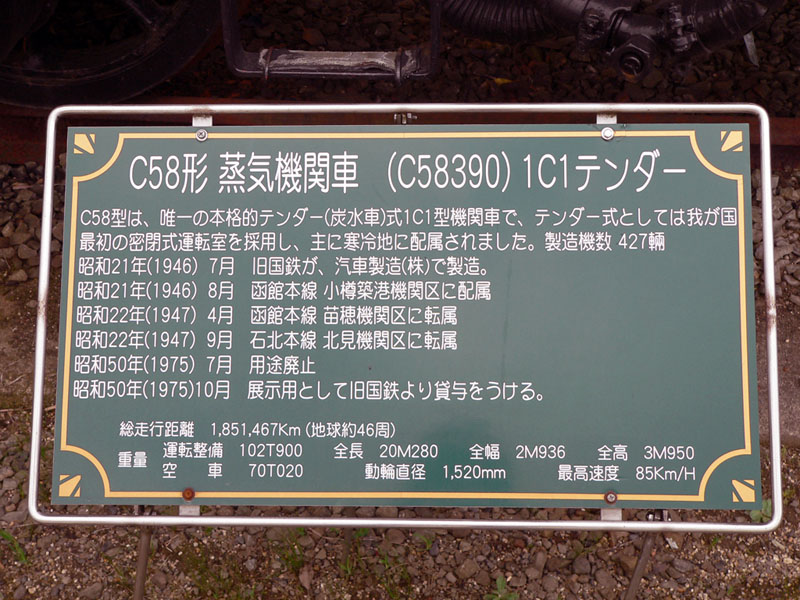 C58形 蒸気機関車 (C58390) 1C1テンダー
C58型は、唯一の本格的テンダー(炭水車)式1C1型機関車で、テンダー式としては我が国
最初の密閉式運転室を採用し、主に寒冷地に配属されました。製造機数 427輛
昭和21年(1946) 7月 旧国鉄が、汽車製造(株)で製造。
昭和21年(1946) 8月 函館本線 小樽築港機関区に配属
昭和22年(1947) 4月 函館本線 苗穂機関区に転属
昭和22年(1947) 9月 石北本線 北見機関区に転属
昭和50年(1975) 7月 用途廃止
昭和50年(1975)10月 展示用として旧国鉄より貸与をうける。
総走行距離 1,851,467Km (地球約46周)
重量 運転整備 102T900 全長 20M280 全幅 2M936 全高 3M950
空車 70T020 動輪直径 1,520mm 最高速度 85Km/H